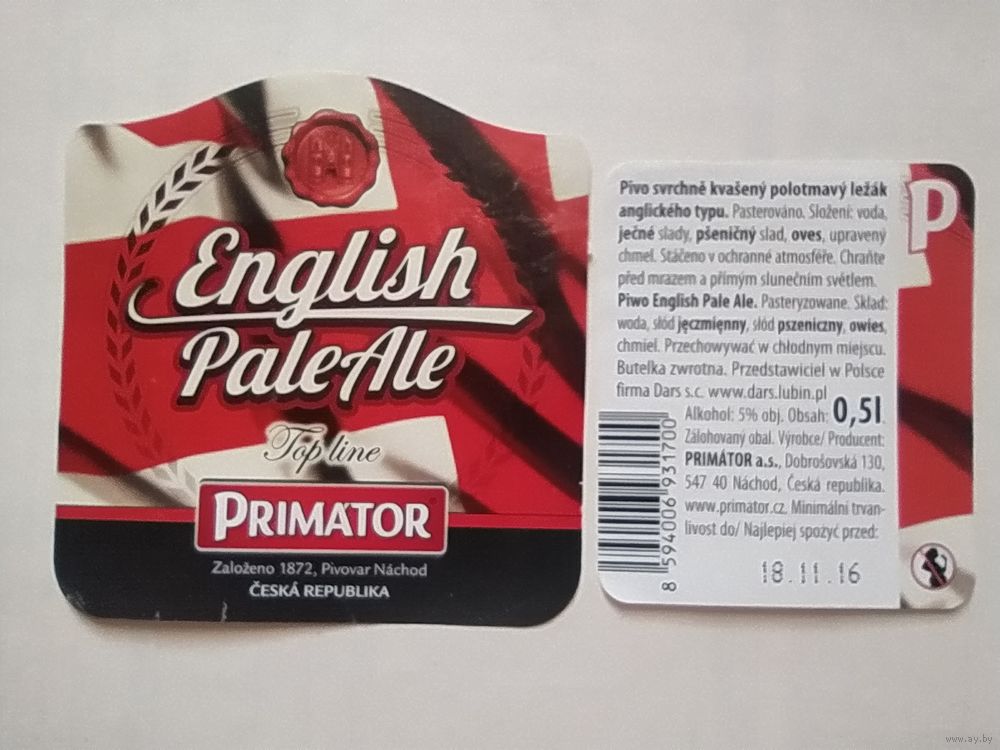 English
Pale Ale
Top line
PRIMÁTOR
Založeno 1872, Pivovar Náchod
ČESKÁ REPUBLIKA
P
Pivo svrchně kvašený polotmavý ležák
anglického typu. Pasterováno. Složení: voda,
ječné slady, pšeničný slad, oves, upravený
chmel. Stáčeno v ochranné atmosféře. Chraňte
před mrazem a přímým slunečním světlem.
Piwo English Pale Ale. Pasteryzowane. Skład:
woda, słód jęczmięnny, słód pszeniczny, owies,
chmiel. Przechowywać w chłodnym miejscu.
Butelka zwrotna. Przedstawiciel w Polsce
firma Dars s.c. www.dars.lubin.pl
Alkohol: 5% obj. Obsah: 0,5l
Zálohovaný obal. Výrobce/ Producent:
PRIMÁTOR a.s., Dobrošovská 130,
547 40 Náchod, Česká republika.
www.primator.cz. Minimální trvan-
livost do/ Najlepiej spożyć przed:
18.11.16
8 594006 931700
www.ay.by